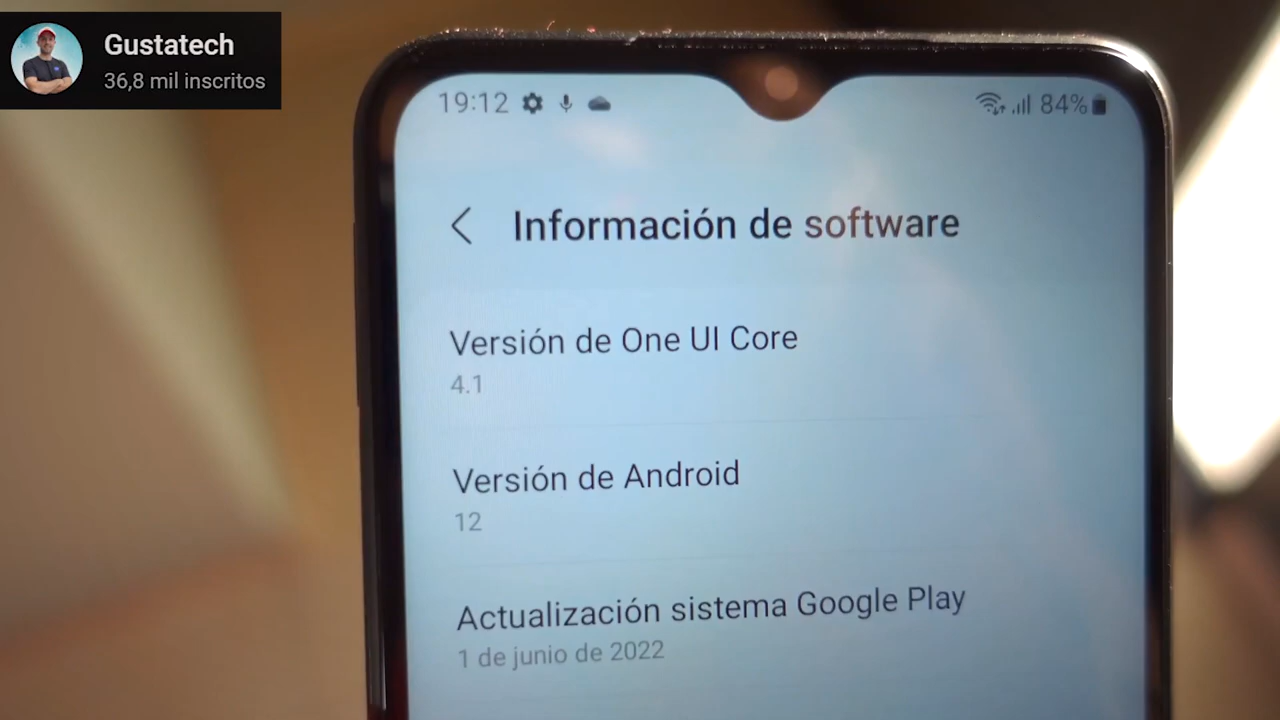 Gustatech
36,8 mil inscritos
19:12
84%
Información de software
Versión de One UI Core
4.1
Versión de Android
12
Actualización sistema Google Play
1 de junio de 2022